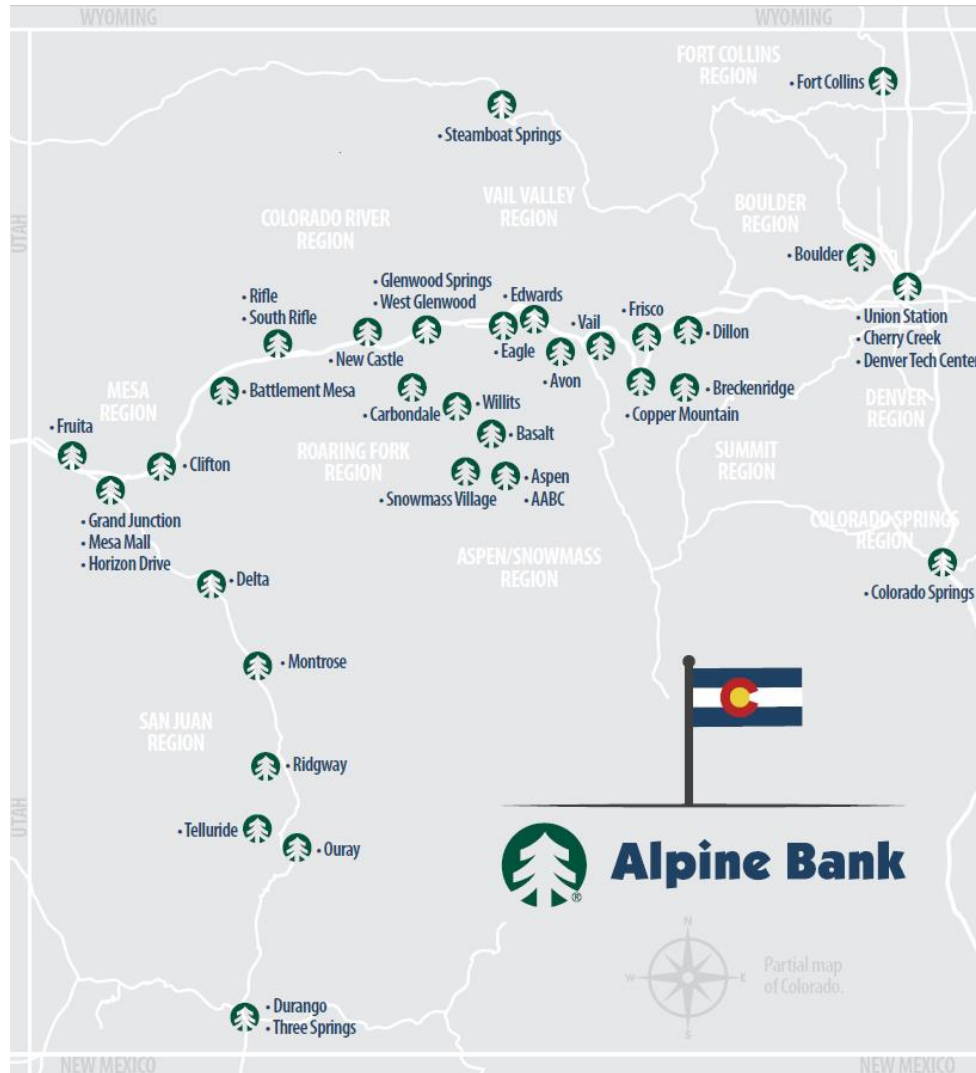 WYOMING
WYOMING
FORT COLLINS
REGION
• Fort Collins
• Steamboat Springs
UTAH
VAIL VALLEY
REGION
COLORADO RIVER
REGION
BOULDER
REGION
• Boulder
• Glenwood Springs
• West Glenwood
• Rifle
• South Rifle
• Edwards
• Vail
• Frisco
• Dillon
• Union Station
• Cherry Creek
• Denver Tech Center
• New Castle
• Eagle
• Avon
MESA
REGION
• Battlement Mesa
• Carbondale
• Willits
• Copper Mountain
• Breckenridge
DENVER
REGION
• Fruita
• Clifton
ROARING FORK
REGION
• Basalt
SUMMIT
REGION
• Snowmass Village
• Aspen
• AABC
• Grand Junction
• Mesa Mall
• Horizon Drive
COLORADO SPRINGS
REGION
ASPEN/SNOWMASS
REGION
• Delta
• Colorado Springs
• Montrose
SAN JUAN
REGION
• Ridgway
UTAH
• Telluride
• Ouray
Alpine Bank
®
N
W
E
S
Partial map
of Colorado.
• Durango
• Three Springs
NEW MEXICO
NEW MEXICO